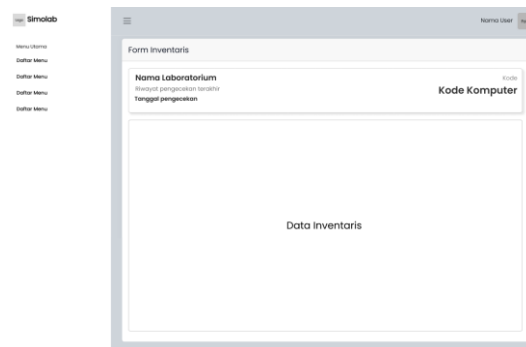 Simolab
Menu Utama
Daftar Menu
Daftar Menu
Daftar Menu
Daftar Menu
Nama User
Form Inventaris
Nama Laboratorium
Riwayat pengecekan terakhir
Tanggal pengecekan
Kode
Kode Komputer
Data Inventaris